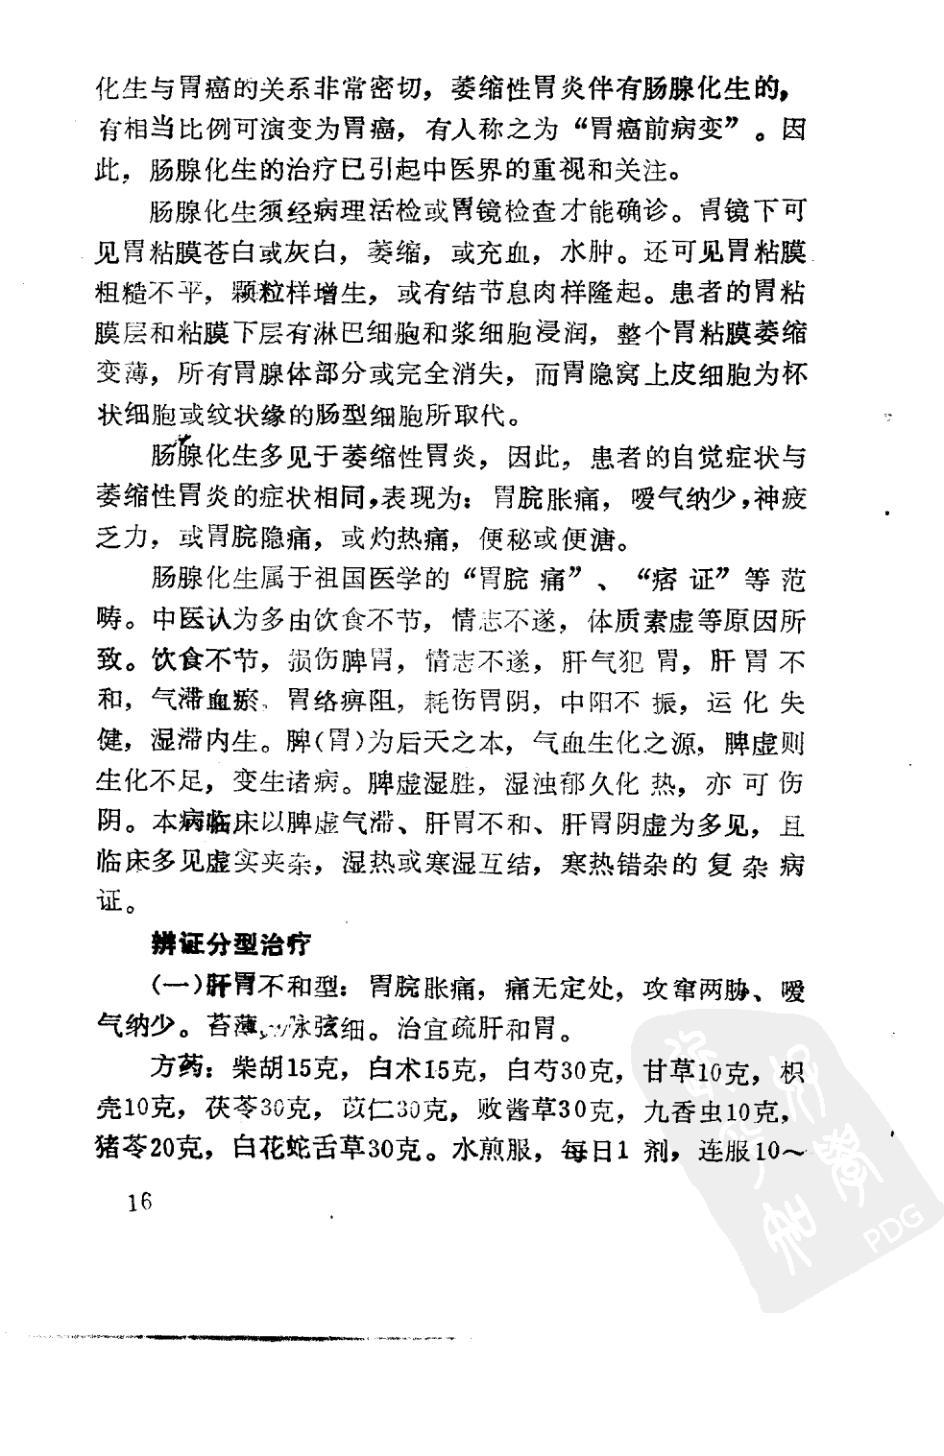 化生与胃癌的关系非常密切，萎缩性胃炎伴有肠腺化生的，
有相当比例可演变为胃癌，有人称之为“胃癌前病变”。因
此，肠腺化生的治疗已引起中医界的重视和关注。
肠腺化生须经病理活检或胃镜检查才能确诊。胃镜下可
见胃粘膜苍白或灰白，萎缩，或充血，水肿。还可见胃粘膜
粗糙不平，颗粒样增生，或有结节息肉样隆起。患者的胃粘
膜层和粘膜下层有淋巴细胞和浆细胞浸润，整个胃粘膜萎缩
变薄，所有胃腺体部分或完全消失，而胃隐窝上皮细胞为杯
状细胞或纹状缘的肠型细胞所取代。
肠腺化生多见于萎缩性胃炎，因此，患者的自觉症状与
萎缩性胃炎的症状相同，表现为：胃脘胀痛，嗳气纳少，神疲
乏力，或胃脘隐痛，或灼热痛，便秘或便溏。
肠腺化生属于祖国医学的“胃脘痛”、“痞证”等范
畴。中医认为多由饮食不节，情志不遂，体质素虚等原因所
致。饮食不节，损伤脾胃，情志不遂，肝气犯胃，肝胃不
和，气滞血瘀、胃络痹阻，耗伤胃阴，中阳不振，运化失
健，湿滞内生。脾(胃)为后天之本，气血生化之源，脾虚则
生化不足，变生诸病。脾虚湿胜，湿浊郁久化热，亦可伤
阴。本病临床以脾虚气滞、肝胃不和、肝胃阴虚为多见，且
临床多见虚实夹杂，湿热或寒湿互结，寒热错杂的复杂病
证。
辨证分型治疗
(一)肝胃不和型：胃脘胀痛，痛无定处，攻窜两胁、嗳
气纳少。苔薄，脉弦细。治宜疏肝和胃。
方药：柴胡15克，白术15克，白芍30克，甘草10克，枳
壳10克，茯苓30克，苡仁30克，败酱草30克，九香虫10克，
猪苓20克，白花蛇舌草30克。水煎服，每日1剂，连服10～
16
PDG